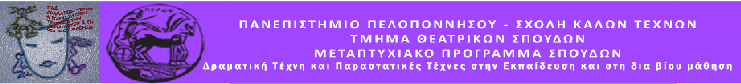 ΠΑΝΕΠΙΣΤΗΜΙΟ ΠΕΛΟΠΟΝΝΗΣΟΥ - ΣΧΟΛΗ ΚΑΛΩΝ ΤΕΧΝΩΝ
ΤΜΗΜΑ ΘΕΑΤΡΙΚΩΝ ΣΠΟΥΔΩΝ
ΜΕΤΑΠΤΥΧΙΑΚΟ ΠΡΟΓΡΑΜΜΑ ΣΠΟΥΔΩΝ
Δραματική Τέχνη και Παραστατικές Τέχνες στην Εκπαίδευση και στη δια βίου μάθηση